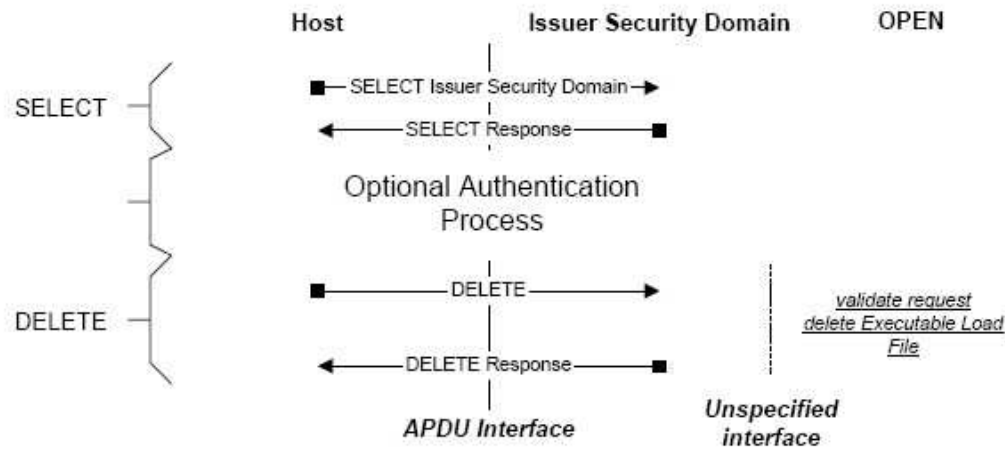 Host Issuer Security Domain OPEN
SELECT
SELECT Issuer Security Domain
SELECT Response
Optional Authentication
Process
DELETE
DELETE
validate request
delete Executable Load
File
DELETE Response
APDU Interface
Unspecified
interface